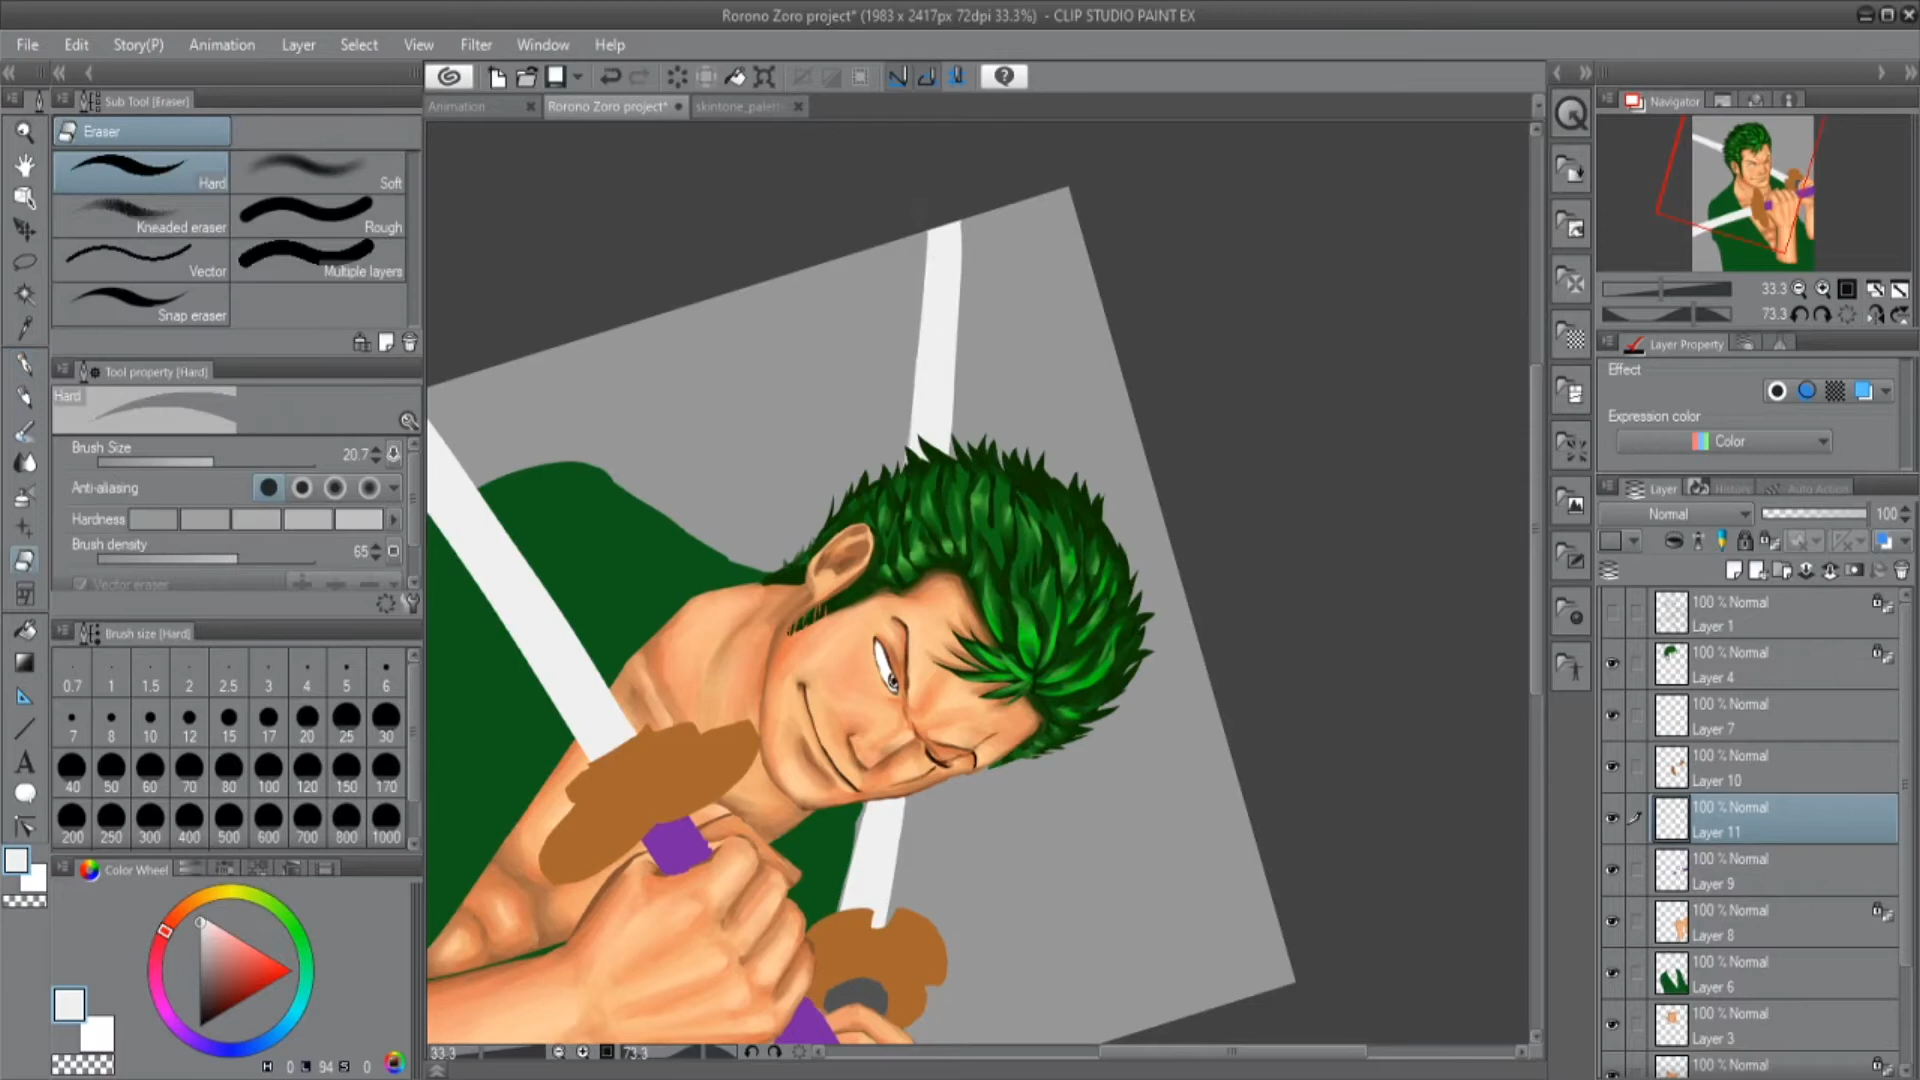 Rorono Zoro project* (1983 x 2417px 72dpi 33.3%)  - CLIP STUDIO PAINT EX
File Edit Story(P) Animation Layer Select View Filter Window Help
Sub Tool [Eraser]
Animation Rorono Zoro project* skintone_palett
Navigator
Eraser
Hard Soft
Kneaded eraser Rough
Vector Multiple layers
Snap eraser
33.3
73.3
Layer Property
Effect
Expression color
Color
Tool property [Hard]
Hard
Brush Size 20.7
Anti-aliasing
Hardness
Brush density 65
Vector eraser
Brush size [Hard]
0.7 1 1.5 2 2.5 3 4 5 6
7 8 10 12 15 17 20 25 30
40 50 60 70 80 100 120 150 170
200 250 300 400 500 600 700 800 1000
Color Wheel
H 0 L 94 S 0
33.3 73.3
Layer History Auto Action
Normal 100
100 % Normal
Layer 1
100 % Normal
Layer 4
100 % Normal
Layer 7
100 % Normal
Layer 10
100 % Normal
Layer 11
100 % Normal
Layer 9
100 % Normal
Layer 8
100 % Normal
Layer 6
100 % Normal
Layer 3
100 % Normal